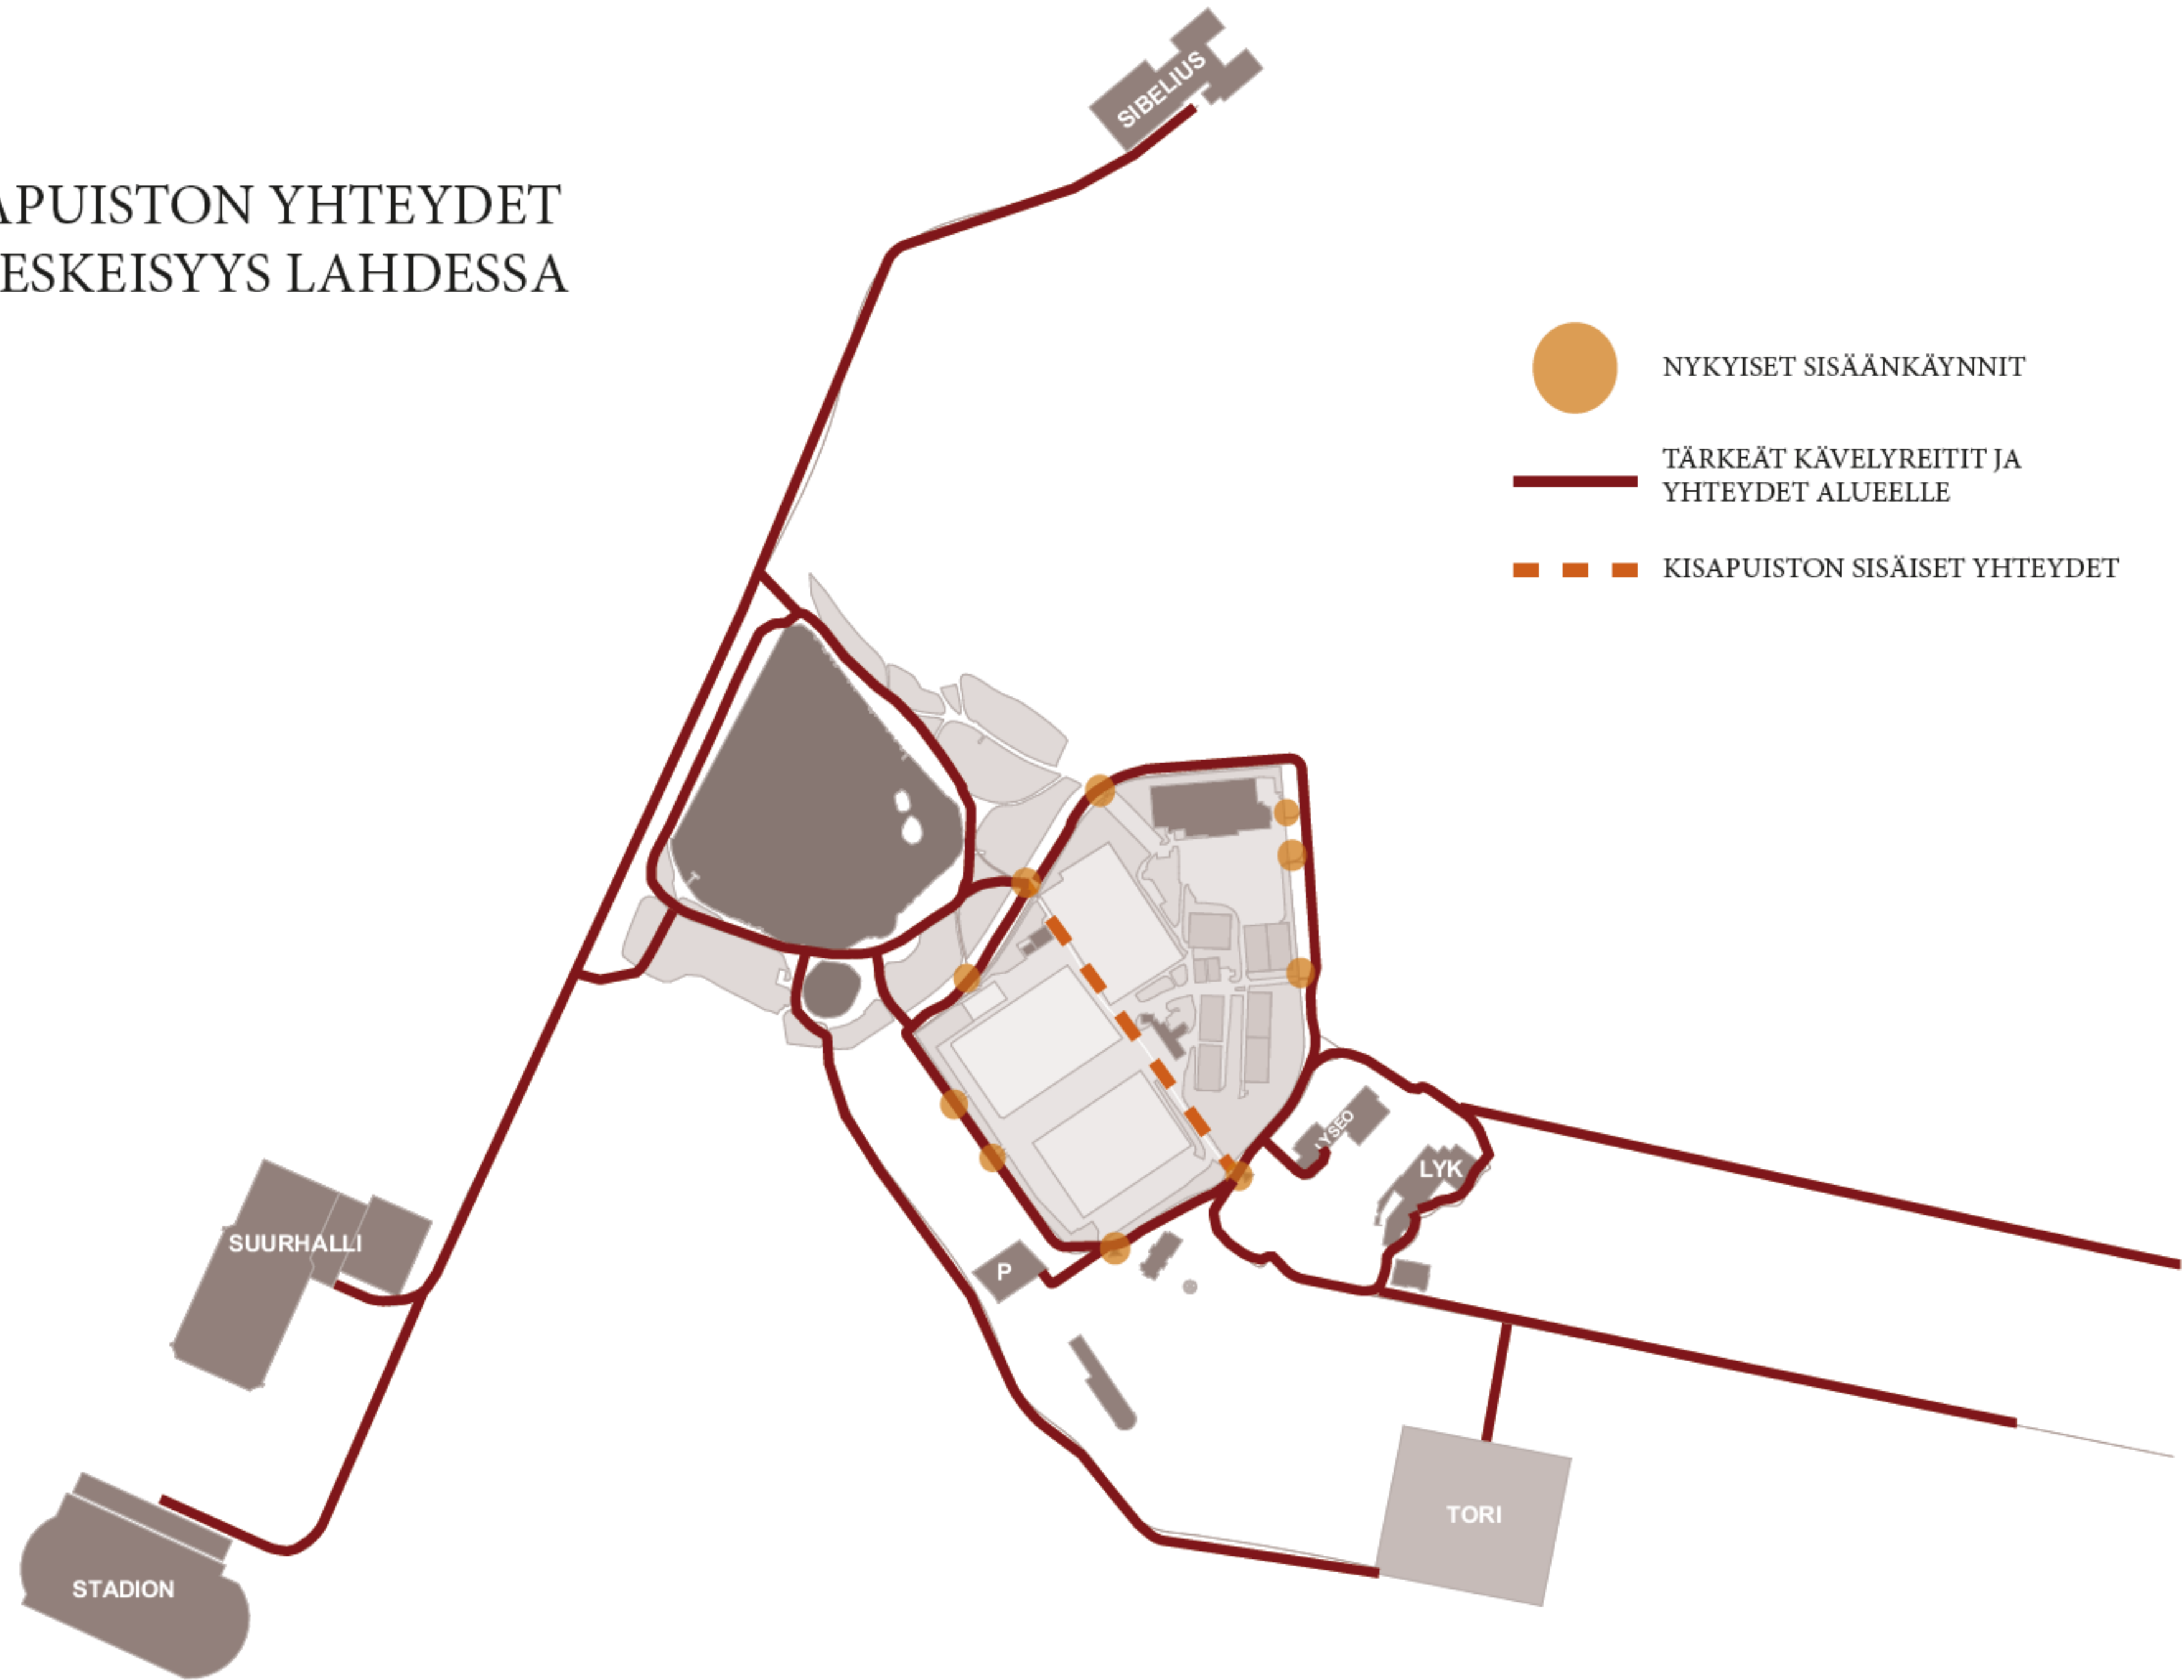 SIBELIUS
APUISTON YHTEYDET
ESKEISYYS LAHDESSA
NYKYISET SISÄÄNKÄYNNIT
TÄRKEÄT KÄVELYREITIT JA
YHTEYDET ALUEELLE
KISAPUISTON SISÄISET YHTEYDET
LYSEO
LYK
SUURHALLI
P
TORI
STADION